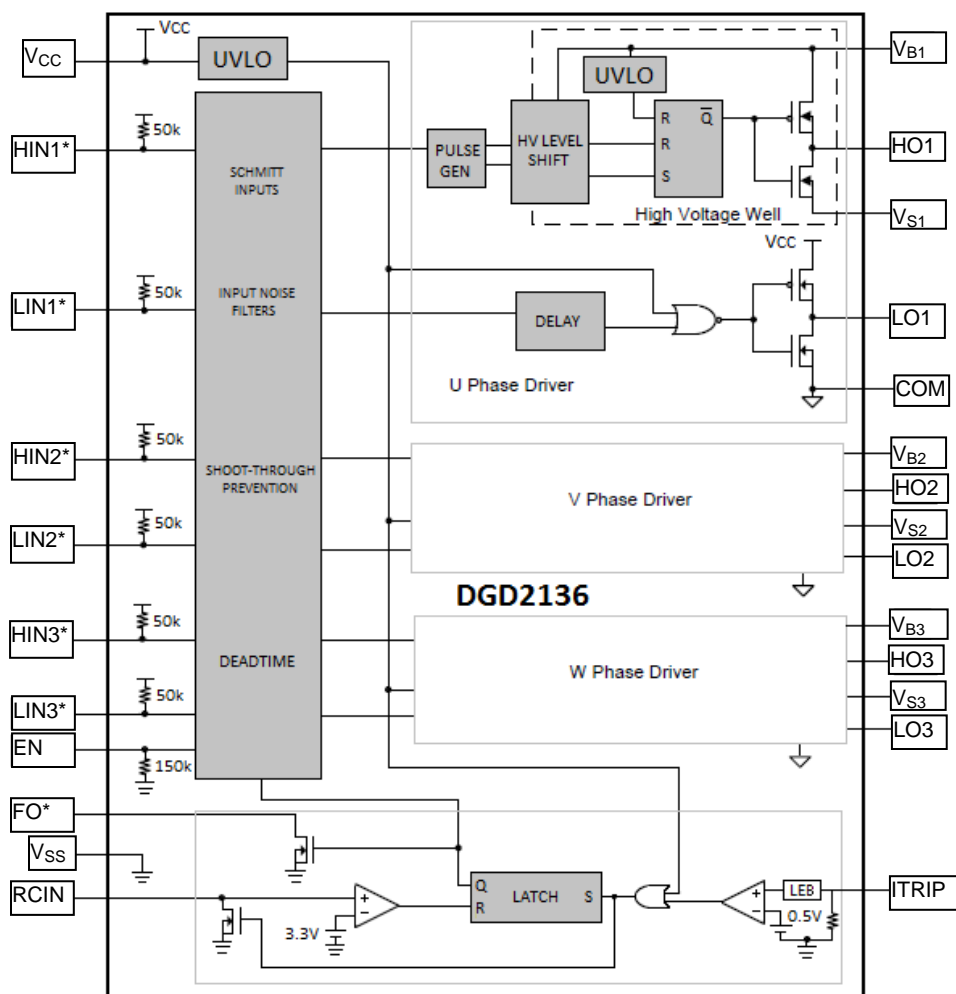 VCC
VCC
UVLO
VB1
UVLO
50k
HIN1*
PULSE GEN
HV LEVEL SHIFT
R
Q̅
R
S
HO1
SCHMITT INPUTS
High Voltage Well
VS1
VCC
50k
LIN1*
INPUT NOISE FILTERS
DELAY
LO1
U Phase Driver
COM
50k
HIN2*
SHOOT-THROUGH PREVENTION
V Phase Driver
VB2
HO2
50k
LIN2*
VS2
LO2
DGD2136
50k
HIN3*
DEADTIME
W Phase Driver
VB3
HO3
50k
LIN3*
VS3
LO3
EN
150k
FO*
VSS
RCIN
+
−
3.3V
Q
R
LATCH
S
+
−
LEB
0.5V
ITRIP